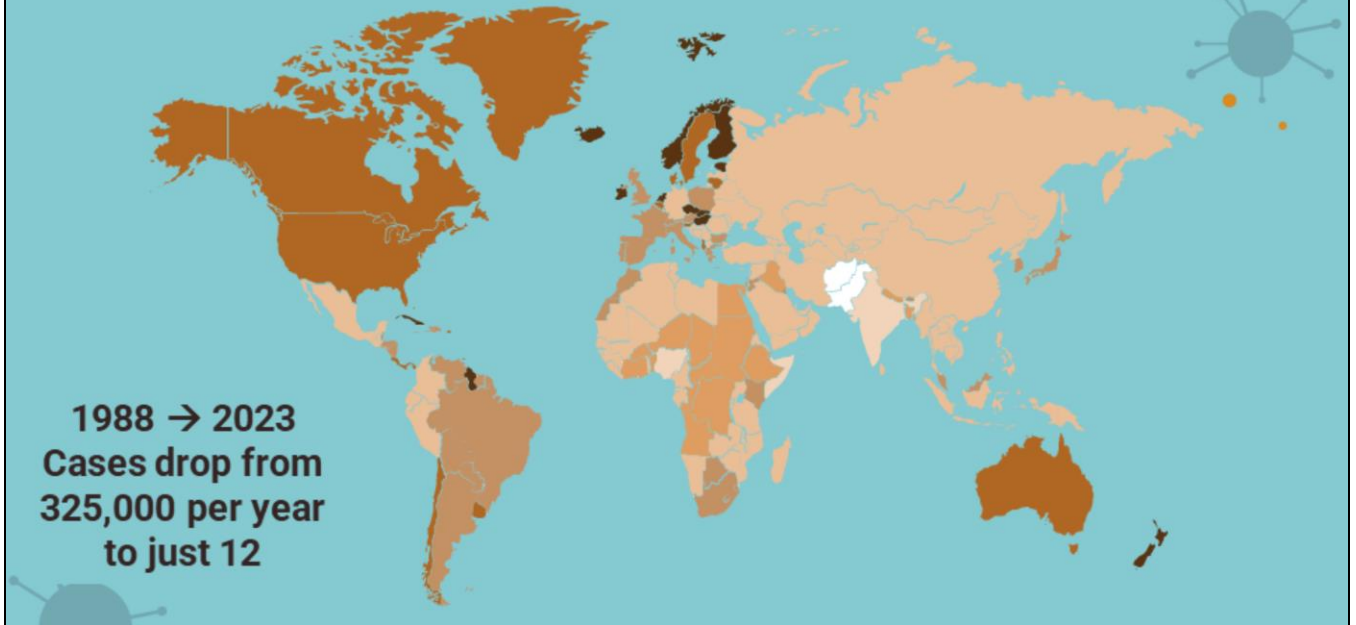 1988 → 2023
Cases drop from
325,000 per year
to just 12